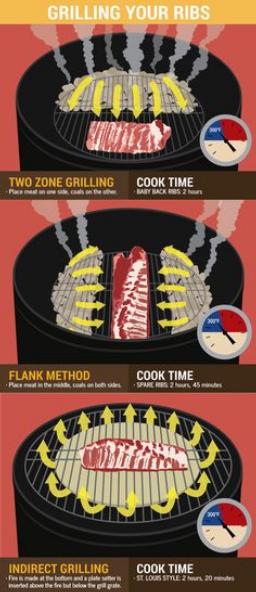 GRILLING YOUR RIBS
300°F
TWO ZONE GRILLING
· Place meat on one side, coals on the other.
COOK TIME
· BABY BACK RIBS: 2 hours
300°F
FLANK METHOD
· Place meat in the middle, coals on both sides.
COOK TIME
· SPARE RIBS: 2 hours, 45 minutes
300°F
INDIRECT GRILLING
· Fire is made at the bottom and a plate setter is
inserted above the fire but below the grill grate.
COOK TIME
· ST. LOUIS STYLE: 2 hours, 20 minutes